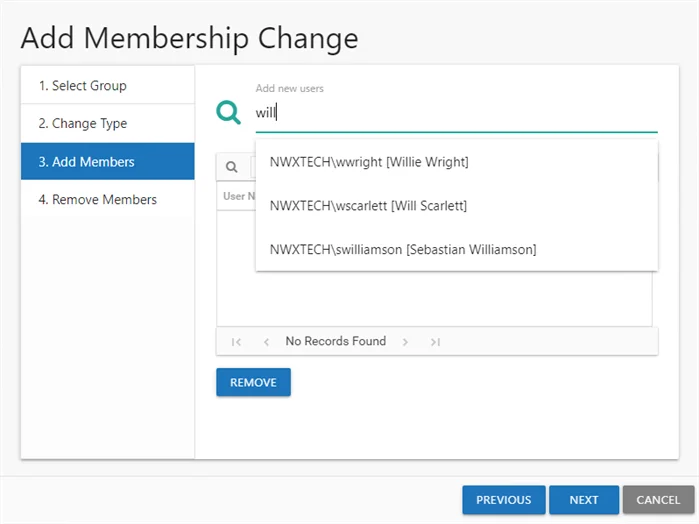 Add Membership Change
1. Select Group
2. Change Type
3. Add Members
4. Remove Members
Add new users
will
NWXTECH\wwright [Willie Wright]
NWXTECH\wscarlett [Will Scarlett]
NWXTECH\swilliamson [Sebastian Williamson]
User N
No Records Found
REMOVE
PREVIOUS
NEXT
CANCEL